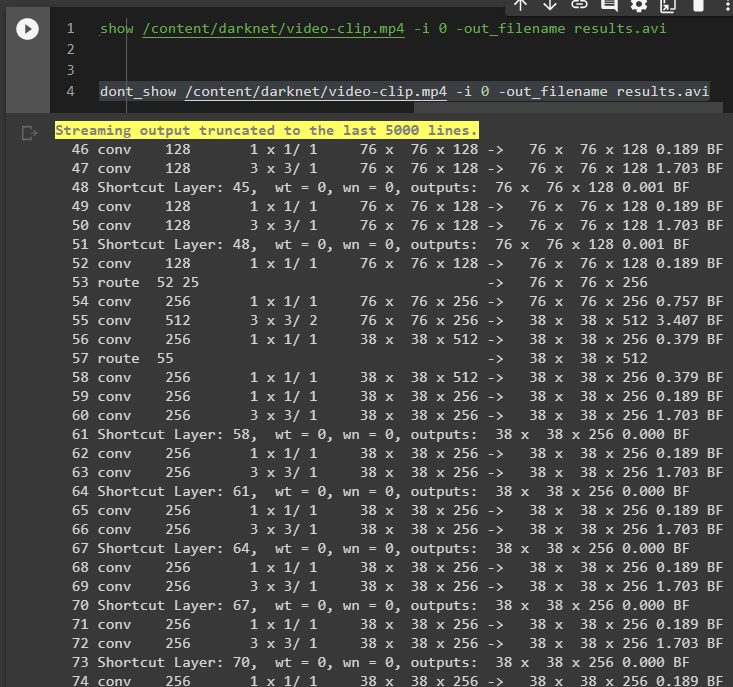 1 show /content/darknet/video-clip.mp4 -i 0 -out_filename results.avi
2
3
4 dont_show /content/darknet/video-clip.mp4 -i 0 -out_filename results.avi
Streaming output truncated to the last 5000 lines.
46 conv 128 1 x 1/ 1 76 x 76 x 128 -> 76 x 76 x 128 0.189 BF
47 conv 128 3 x 3/ 1 76 x 76 x 128 -> 76 x 76 x 128 1.703 BF
48 Shortcut Layer: 45, wt = 0, wn = 0, outputs: 76 x 76 x 128 0.001 BF
49 conv 128 1 x 1/ 1 76 x 76 x 128 -> 76 x 76 x 128 0.189 BF
50 conv 128 3 x 3/ 1 76 x 76 x 128 -> 76 x 76 x 128 1.703 BF
51 Shortcut Layer: 48, wt = 0, wn = 0, outputs: 76 x 76 x 128 0.001 BF
52 conv 128 1 x 1/ 1 76 x 76 x 128 -> 76 x 76 x 128 0.189 BF
53 route 52 25 -> 76 x 76 x 256
54 conv 256 1 x 1/ 1 76 x 76 x 256 -> 76 x 76 x 256 0.757 BF
55 conv 512 3 x 3/ 2 76 x 76 x 256 -> 38 x 38 x 512 3.407 BF
56 conv 256 1 x 1/ 1 38 x 38 x 512 -> 38 x 38 x 256 0.379 BF
57 route 55 -> 38 x 38 x 512
58 conv 256 1 x 1/ 1 38 x 38 x 512 -> 38 x 38 x 256 0.379 BF
59 conv 256 1 x 1/ 1 38 x 38 x 256 -> 38 x 38 x 256 0.189 BF
60 conv 256 3 x 3/ 1 38 x 38 x 256 -> 38 x 38 x 256 1.703 BF
61 Shortcut Layer: 58, wt = 0, wn = 0, outputs: 38 x 38 x 256 0.000 BF
62 conv 256 1 x 1/ 1 38 x 38 x 256 -> 38 x 38 x 256 0.189 BF
63 conv 256 3 x 3/ 1 38 x 38 x 256 -> 38 x 38 x 256 1.703 BF
64 Shortcut Layer: 61, wt = 0, wn = 0, outputs: 38 x 38 x 256 0.000 BF
65 conv 256 1 x 1/ 1 38 x 38 x 256 -> 38 x 38 x 256 0.189 BF
66 conv 256 3 x 3/ 1 38 x 38 x 256 -> 38 x 38 x 256 1.703 BF
67 Shortcut Layer: 64, wt = 0, wn = 0, outputs: 38 x 38 x 256 0.000 BF
68 conv 256 1 x 1/ 1 38 x 38 x 256 -> 38 x 38 x 256 0.189 BF
69 conv 256 3 x 3/ 1 38 x 38 x 256 -> 38 x 38 x 256 1.703 BF
70 Shortcut Layer: 67, wt = 0, wn = 0, outputs: 38 x 38 x 256 0.000 BF
71 conv 256 1 x 1/ 1 38 x 38 x 256 -> 38 x 38 x 256 0.189 BF
72 conv 256 3 x 3/ 1 38 x 38 x 256 -> 38 x 38 x 256 1.703 BF
73 Shortcut Layer: 70, wt = 0, wn = 0, outputs: 38 x 38 x 256 0.000 BF
74 conv 256 1 x 1/ 1 38 x 38 x 256 -> 38 x 38 x 256 0.189 BF